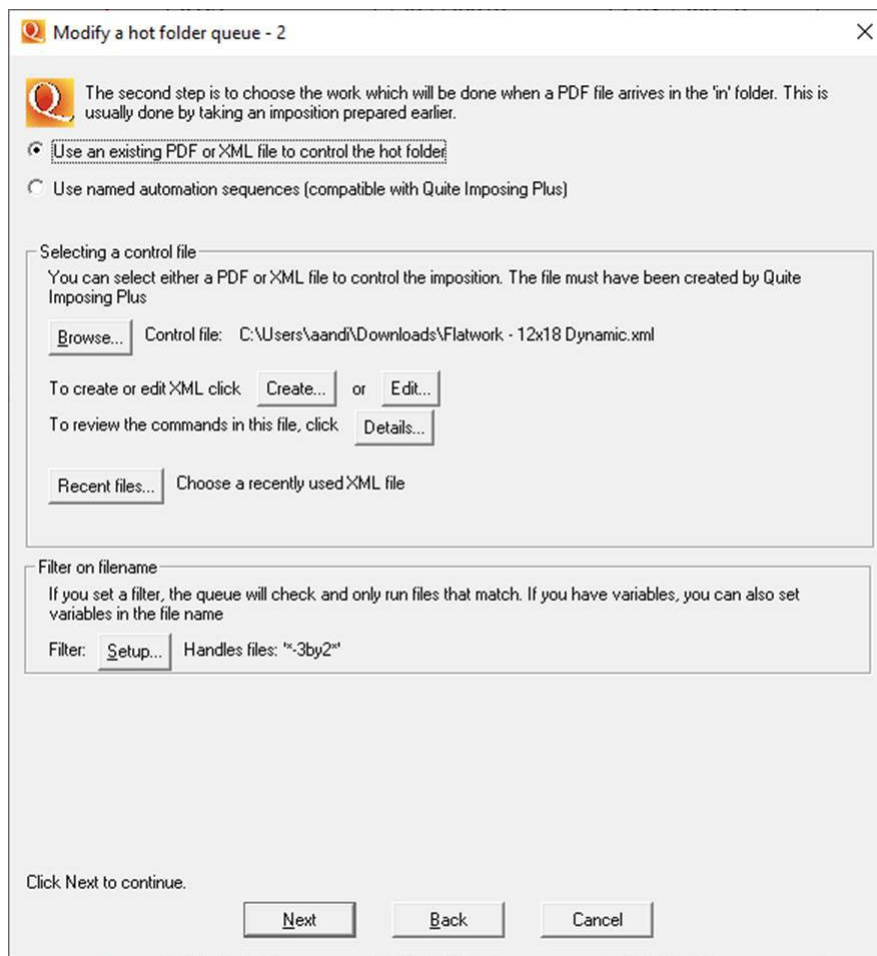 Modify a hot folder queue - 2
The second step is to choose the work which will be done when a PDF file arrives in the 'in' folder. This is
usually done by taking an imposition prepared earlier.
Use an existing PDF or XML file to control the hot folder
Use named automation sequences (compatible with Quite Imposing Plus)
Selecting a control file
You can select either a PDF or XML file to control the imposition. The file must have been created by Quite
Imposing Plus
Browse... Control file: C:\Users\aandi\Downloads\Flatwork - 12x18 Dynamic.xml
To create or edit XML click Create... or Edit...
To review the commands in this file, click Details...
Recent files... Choose a recently used XML file
Filter on filename
If you set a filter, the queue will check and only run files that match. If you have variables, you can also set
variables in the file name
Filter: Setup... Handles files: '*-3by2*'
Click Next to continue.
Next Back Cancel